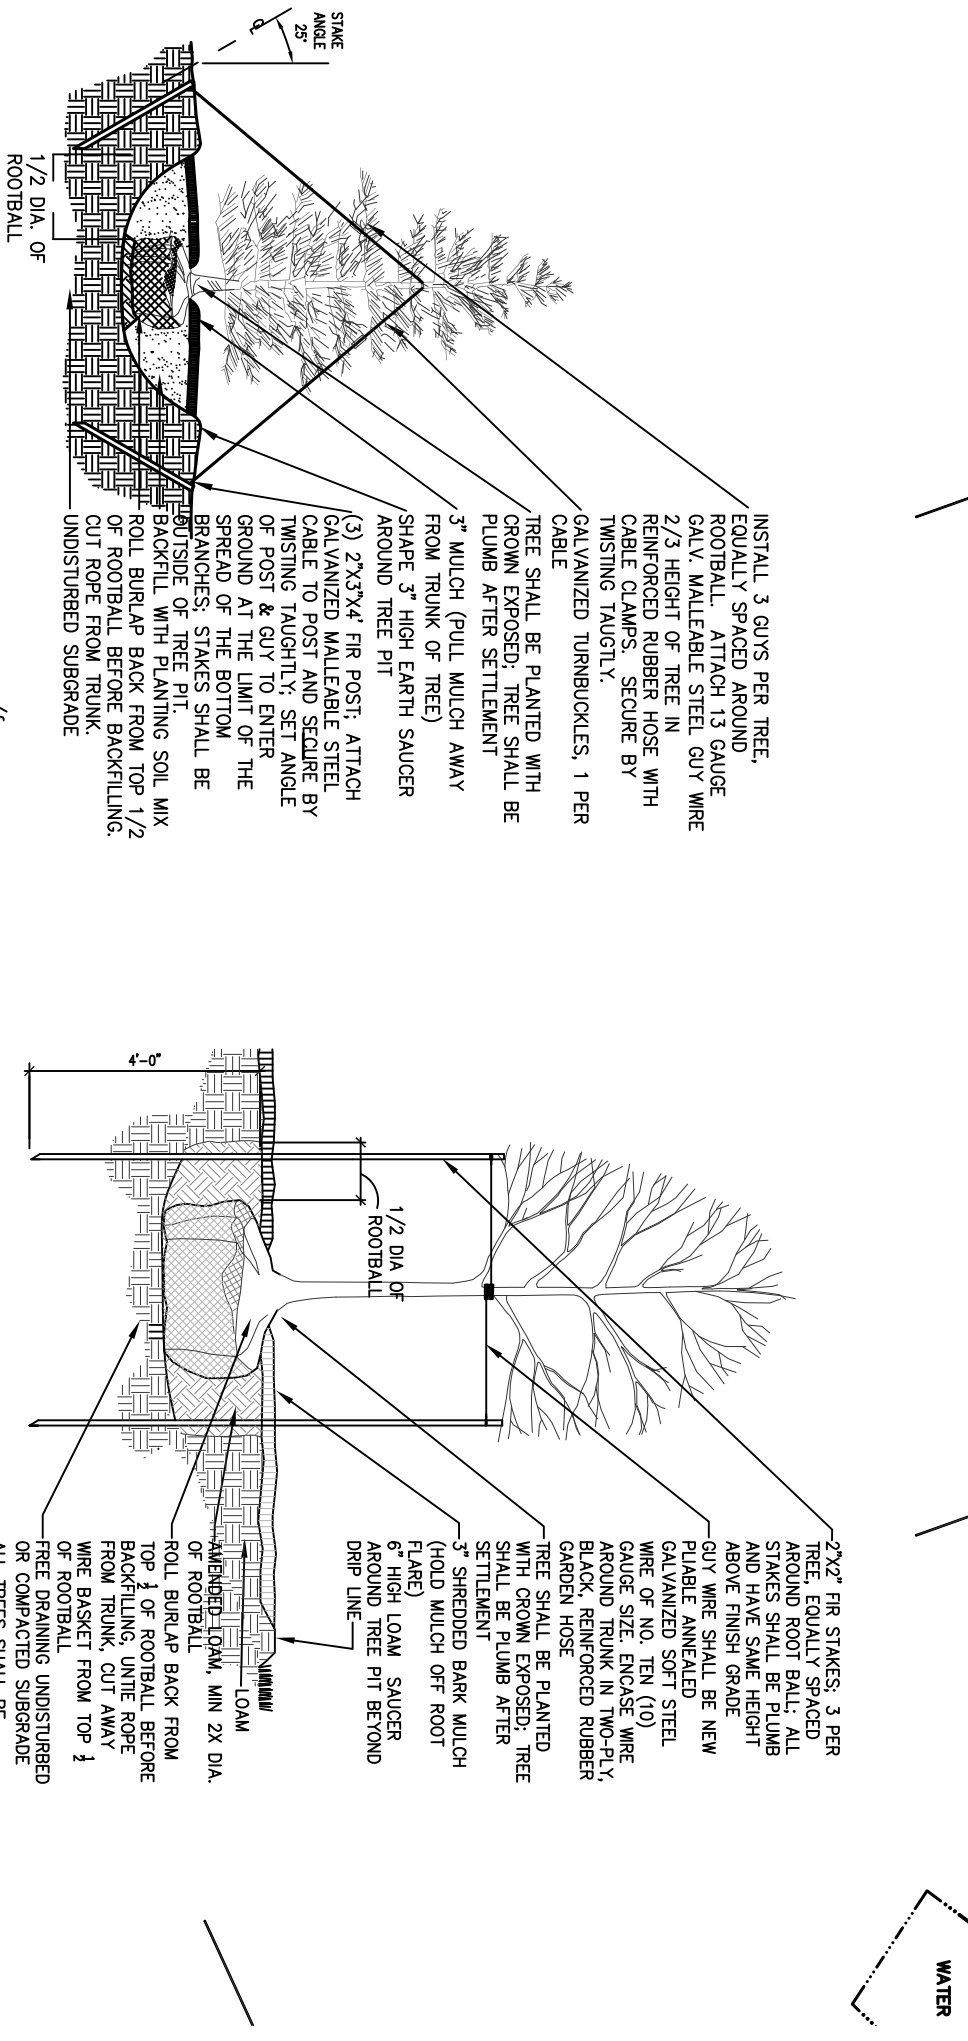 STAKE
ANGLE
25°
℄
1/2 DIA. OF
ROOTBALL
INSTALL 3 GUYS PER TREE,
EQUALLY SPACED AROUND
ROOTBALL.  ATTACH 13 GAUGE
GALV. MALLEABLE STEEL GUY WIRE
2/3 HEIGHT OF TREE IN
REINFORCED RUBBER HOSE WITH
CABLE CLAMPS.  SECURE BY
TWISTING TAUGTLY.
GALVANIZED TURNBUCKLES, 1 PER
CABLE
TREE SHALL BE PLANTED WITH
CROWN EXPOSED; TREE SHALL BE
PLUMB AFTER SETTLEMENT
3" MULCH (PULL MULCH AWAY
FROM TRUNK OF TREE)
SHAPE 3" HIGH EARTH SAUCER
AROUND TREE PIT
(3) 2"X3"X4' FIR POST; ATTACH
GALVANIZED MALLEABLE STEEL
CABLE TO POST AND SECURE BY
TWISTING TAUGHTLY; SET ANGLE
OF POST & GUY TO ENTER
GROUND AT THE LIMIT OF THE
SPREAD OF THE BOTTOM
BRANCHES; STAKES SHALL BE
OUTSIDE OF TREE PIT.
BACKFILL WITH PLANTING SOIL MIX
ROLL BURLAP BACK FROM TOP 1/2
OF ROOTBALL BEFORE BACKFILLING.
CUT ROPE FROM TRUNK.
UNDISTURBED SUBGRADE
4'-0"
1/2 DIA OF
ROOTBALL
2"X2" FIR STAKES; 3 PER
TREE, EQUALLY SPACED
AROUND ROOT BALL; ALL
STAKES SHALL BE PLUMB
AND HAVE SAME HEIGHT
ABOVE FINISH GRADE
GUY WIRE SHALL BE NEW
PLIABLE ANNEALED
GALVANIZED SOFT STEEL
WIRE OF NO. TEN (10)
GAUGE SIZE. ENCASE WIRE
AROUND TRUNK IN TWO-PLY,
BLACK, REINFORCED RUBBER
GARDEN HOSE
TREE SHALL BE PLANTED
WITH CROWN EXPOSED; TREE
SHALL BE PLUMB AFTER
SETTLEMENT
3" SHREDDED BARK MULCH
(HOLD MULCH OFF ROOT
FLARE)
6" HIGH LOAM  SAUCER
AROUND TREE PIT BEYOND
DRIP LINE
LOAM
AMENDED LOAM, MIN 2X DIA.
OF ROOTBALL
ROLL BURLAP BACK FROM
TOP ½ OF ROOTBALL BEFORE
BACKFILLING, UNTIE ROPE
FROM TRUNK, CUT AWAY
WIRE BASKET FROM TOP ½
OF ROOTBALL
FREE DRAINING UNDISTURBED
OR COMPACTED SUBGRADE
ALL TREES SHALL BE
WATER